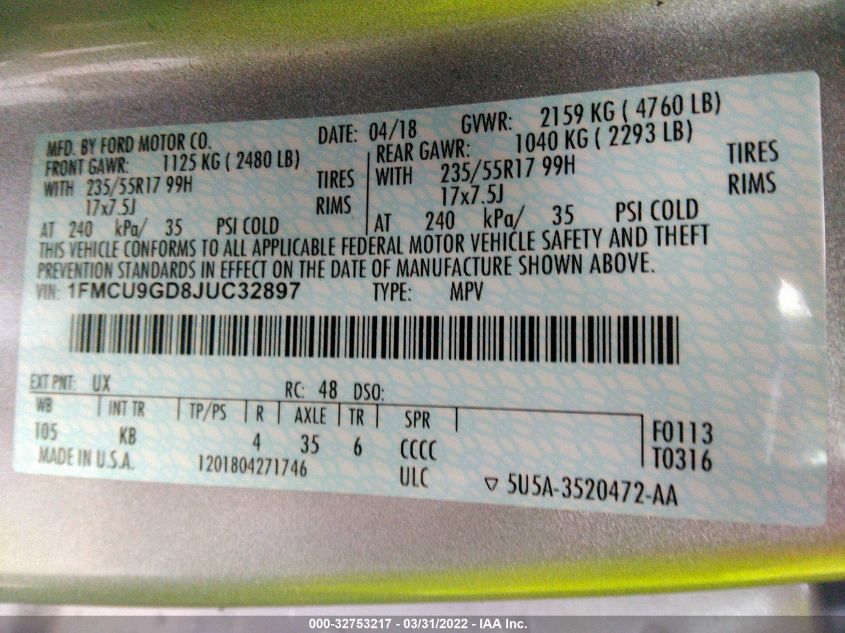 MFD. BY FORD MOTOR CO. DATE: 04/18 GVWR: 2159 KG ( 4760 LB)
FRONT GAWR: 1125 KG ( 2480 LB) REAR GAWR: 1040 KG ( 2293 LB)
WITH 235/55R17 99H TIRES WITH 235/55R17 99H TIRES
17x7.5J RIMS 17x7.5J RIMS
AT 240 kPa/ 35 PSI COLD AT 240 kPa/ 35 PSI COLD
THIS VEHICLE CONFORMS TO ALL APPLICABLE FEDERAL MOTOR VEHICLE SAFETY AND THEFT
PREVENTION STANDARDS IN EFFECT ON THE DATE OF MANUFACTURE SHOWN ABOVE.
VIN: 1FMCU9GD8JUC32897 TYPE: MPV
EXT PNT: UX RC: 48 DSO:
WB INT TR TP/PS R AXLE TR SPR
105 KB 4 35 6 CCCC F0113
MADE IN U.S.A. 1201804271746 ULC T0316
▽ 5U5A-3520472-AA
000-32753217 - 03/31/2022 - IAA Inc.